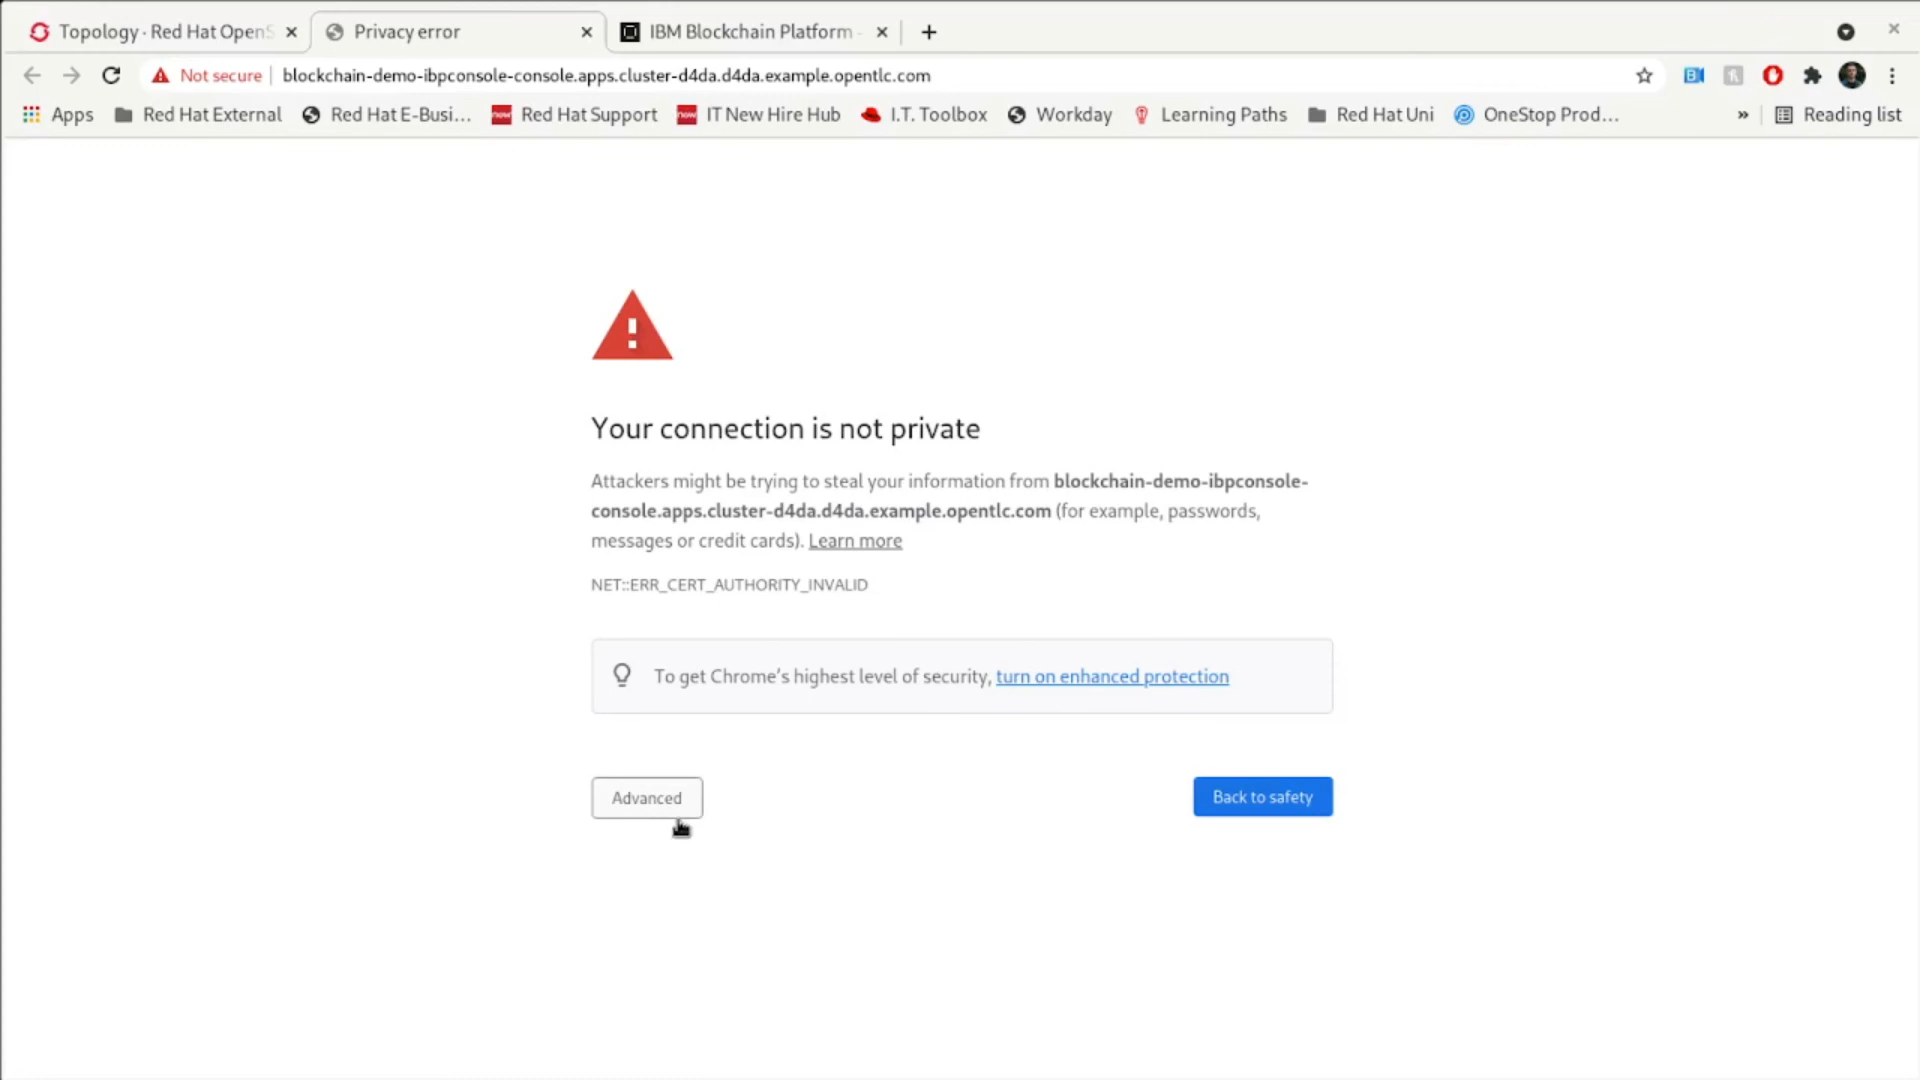 Topology · Red Hat OpenS
Privacy error
IBM Blockchain Platform -
Not secure
blockchain-demo-ibpconsole-console.apps.cluster-d4da.d4da.example.opentlc.com
Apps
Red Hat External
Red Hat E-Busi...
now
Red Hat Support
now
IT New Hire Hub
I.T. Toolbox
Workday
Learning Paths
Red Hat Uni
OneStop Prod...
»
Reading list
Your connection is not private
Attackers might be trying to steal your information from blockchain-demo-ibpconsole-
console.apps.cluster-d4da.d4da.example.opentlc.com (for example, passwords,
messages or credit cards). Learn more
NET::ERR_CERT_AUTHORITY_INVALID
To get Chrome's highest level of security, turn on enhanced protection
Advanced
Back to safety